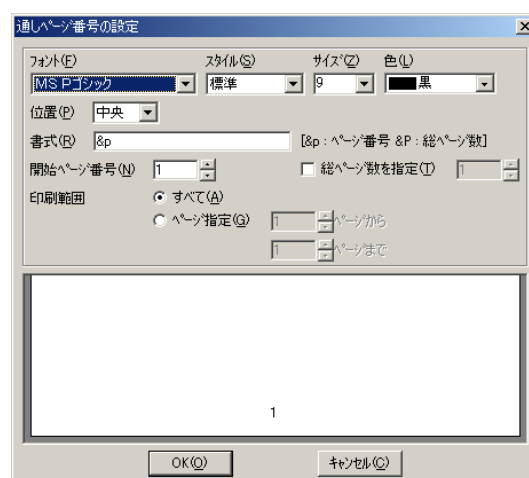 通しﾍﾟｰｼﾞ番号の設定
ﾌｫﾝﾄ(F) ｽﾀｲﾙ(S) ｻｲｽﾞ(Z) 色(L)
MS Pゴシック 標準 9 黒
位置(P) 中央
書式(R) &p [&p : ﾍﾟｰｼﾞ番号 &P : 総ﾍﾟｰｼﾞ数]
開始ﾍﾟｰｼﾞ番号(N) 1 総ﾍﾟｰｼﾞ数を指定(T) 1
印刷範囲 すべて(A)
ﾍﾟｰｼﾞ指定(G) 1 ﾍﾟｰｼﾞから
1 ﾍﾟｰｼﾞまで
1
OK(O) ｷｬﾝｾﾙ(C)